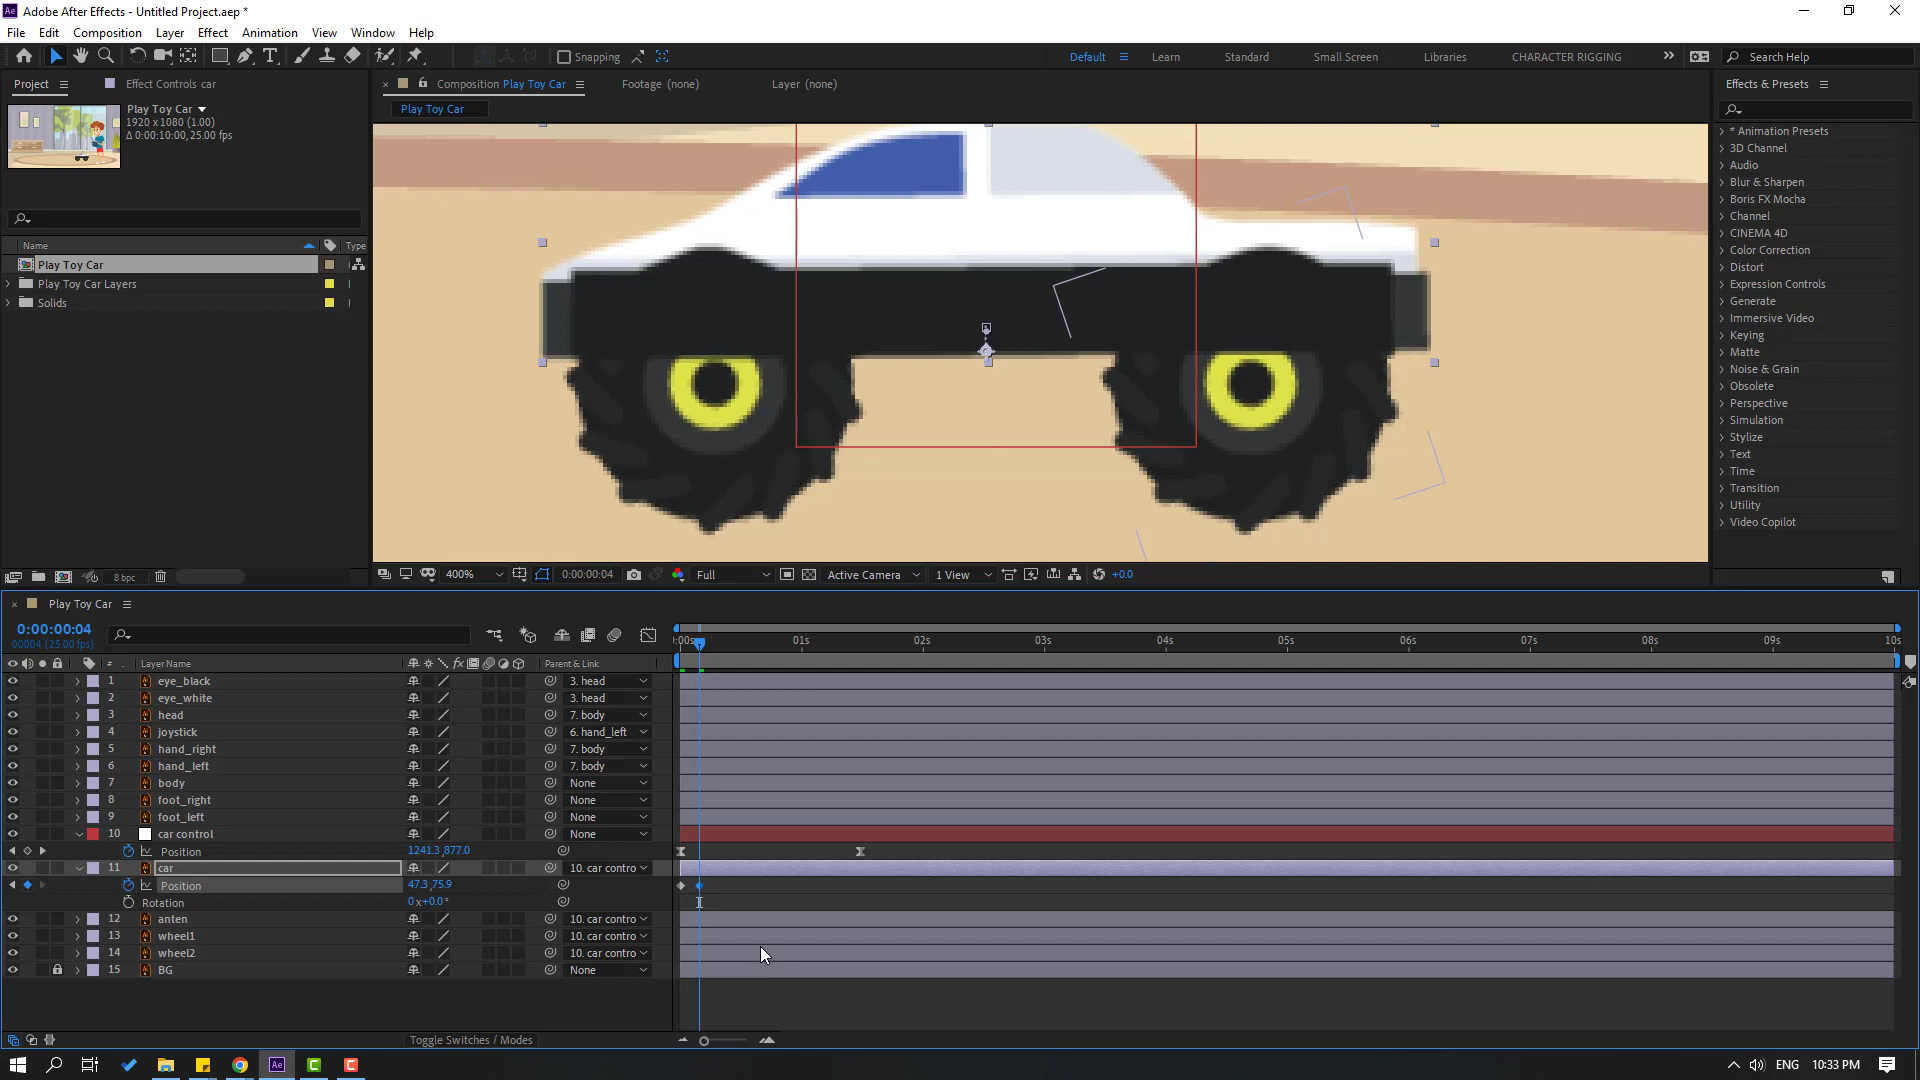 Adobe After Effects - Untitled Project.aep *
File Edit Composition Layer Effect Animation View Window Help
Snapping
Default Learn Standard Small Screen Libraries CHARACTER RIGGING Search Help
Project Effect Controls car
Composition Play Toy Car Footage (none) Layer (none)
Effects & Presets
Play Toy Car
1920 x 1080 (1.00)
Δ 0:00:10:00, 25.00 fps
Play Toy Car
* Animation Presets
3D Channel
Audio
Blur & Sharpen
Boris FX Mocha
Channel
CINEMA 4D
Color Correction
Distort
Expression Controls
Generate
Immersive Video
Keying
Matte
Noise & Grain
Obsolete
Perspective
Simulation
Stylize
Text
Time
Transition
Utility
Video Copilot
Name Type
Play Toy Car
Play Toy Car Layers
Solids
8 bpc
400% 0:00:00:04 Full Active Camera 1 View +0.0
Play Toy Car
0:00:00:04
00004 (25.00 fps)
:00s 01s 02s 03s 04s 05s 06s 07s 08s 09s 10s
# Layer Name fx Parent & Link
1 eye_black 3. head
2 eye_white 3. head
3 head 7. body
4 joystick 6. hand_left
5 hand_right 7. body
6 hand_left 7. body
7 body None
8 foot_right None
9 foot_left None
10 car control None
Position 1241.3,877.0
11 car 10. car contro
Position 47.3,75.9
Rotation 0x+0.0°
12 anten 10. car contro
13 wheel1 10. car contro
14 wheel2 10. car contro
15 BG None
Toggle Switches / Modes
ENG 10:33 PM